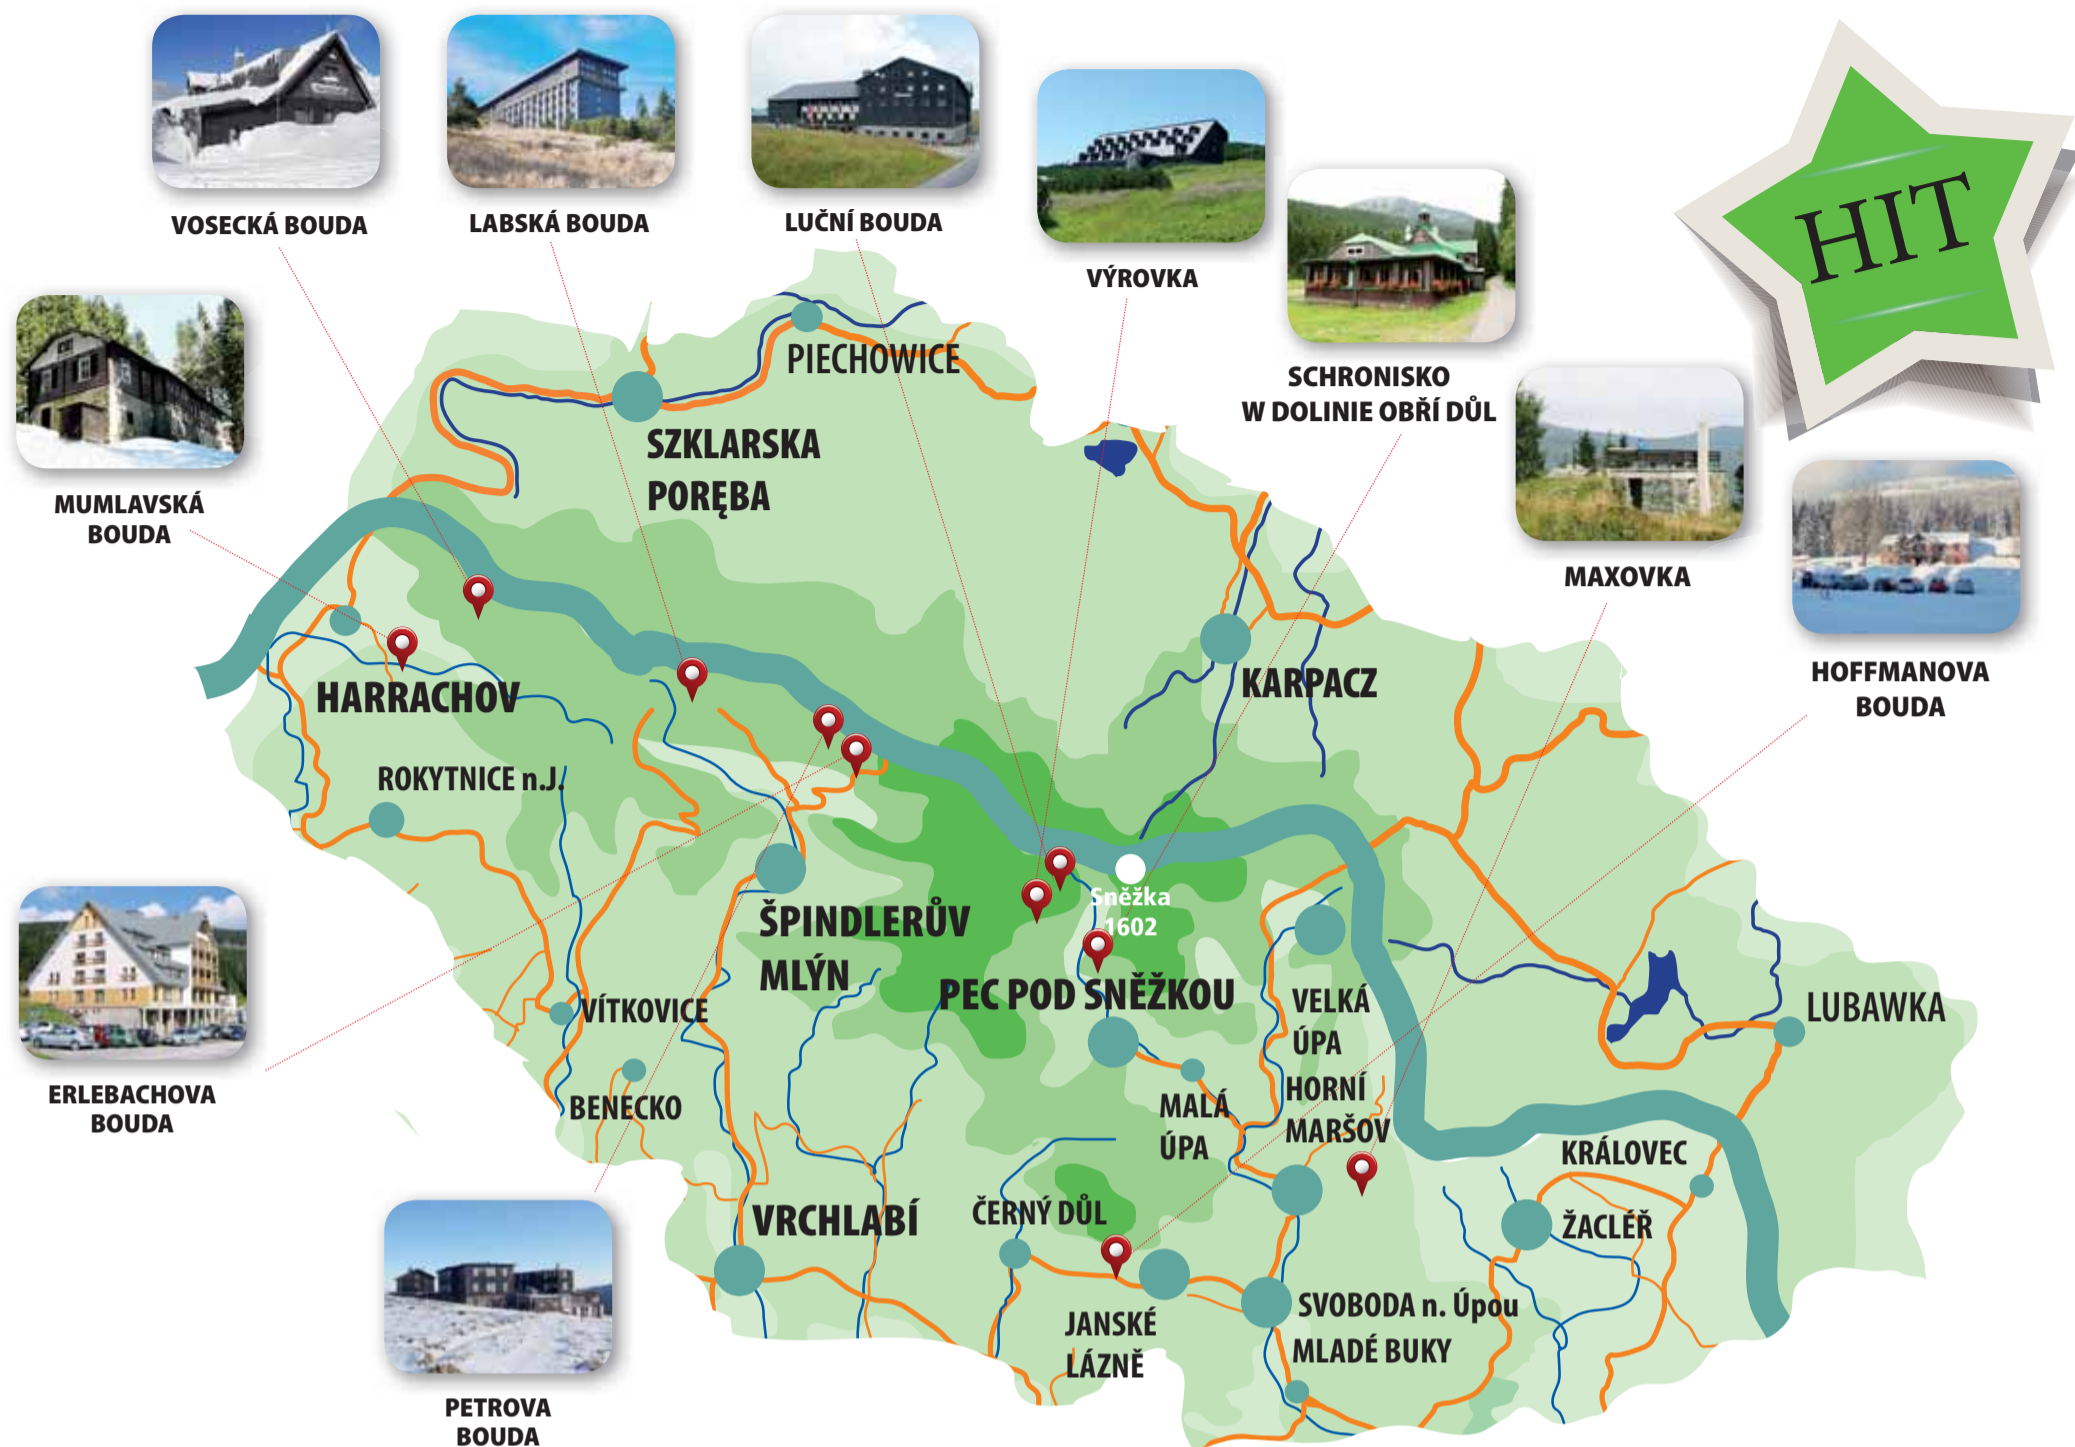 VOSECKÁ BOUDA
LABSKÁ BOUDA
LUČNÍ BOUDA
VÝROVKA
HIT
SCHRONISKO
W DOLINIE OBŘÍ DŮL
MUMLAVSKÁ
BOUDA
MAXOVKA
HOFFMANOVA
BOUDA
PIECHOWICE
SZKLARSKA
PORĘBA
KARPACZ
HARRACHOV
ROKYTNICE n.J.
Sněžka
1602
ŠPINDLERŮV
MLÝN
PEC POD SNĚŽKOU
VELKÁ
ÚPA
LUBAWKA
VÍTKOVICE
BENECKO
MALÁ
ÚPA
HORNÍ
MARŠOV
KRÁLOVEC
ERLEBACHOVA
BOUDA
VRCHLABÍ
ČERNÝ DŮL
ŽACLÉŘ
JANSKÉ
LÁZNĚ
SVOBODA n. Úpou
MLADÉ BUKY
PETROVA
BOUDA